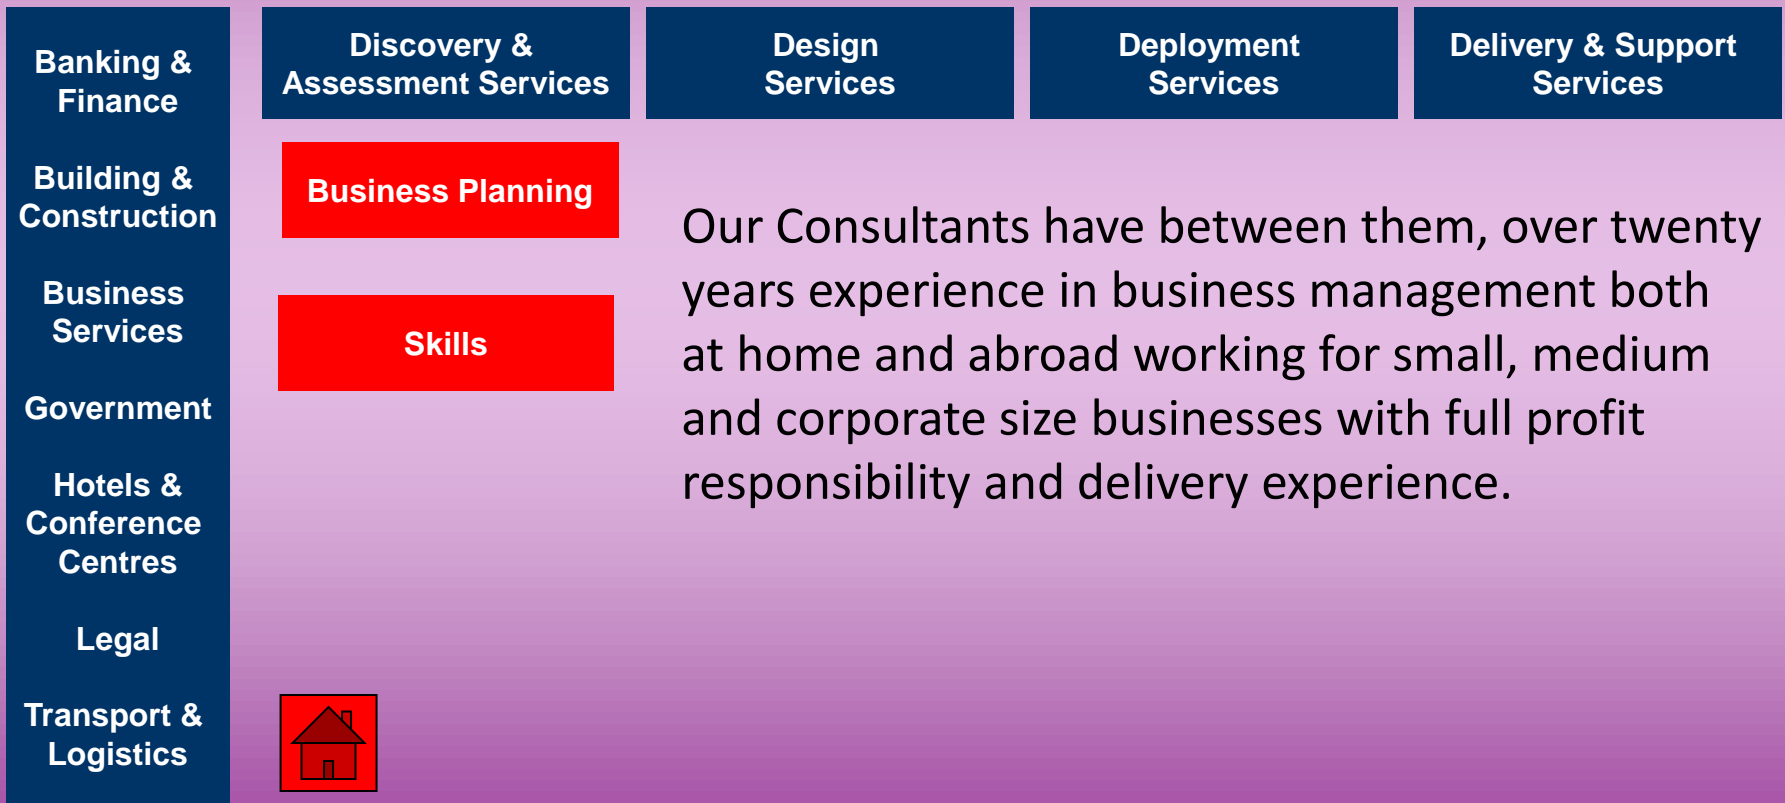 Banking &
Finance
Building &
Construction
Business
Services
Government
Hotels &
Conference
Centres
Legal
Transport &
Logistics
Discovery &
Assessment Services
Design
Services
Deployment
Services
Delivery & Support
Services
Business Planning
Skills
Our Consultants have between them, over twenty
years experience in business management both
at home and abroad working for small, medium
and corporate size businesses with full profit
responsibility and delivery experience.